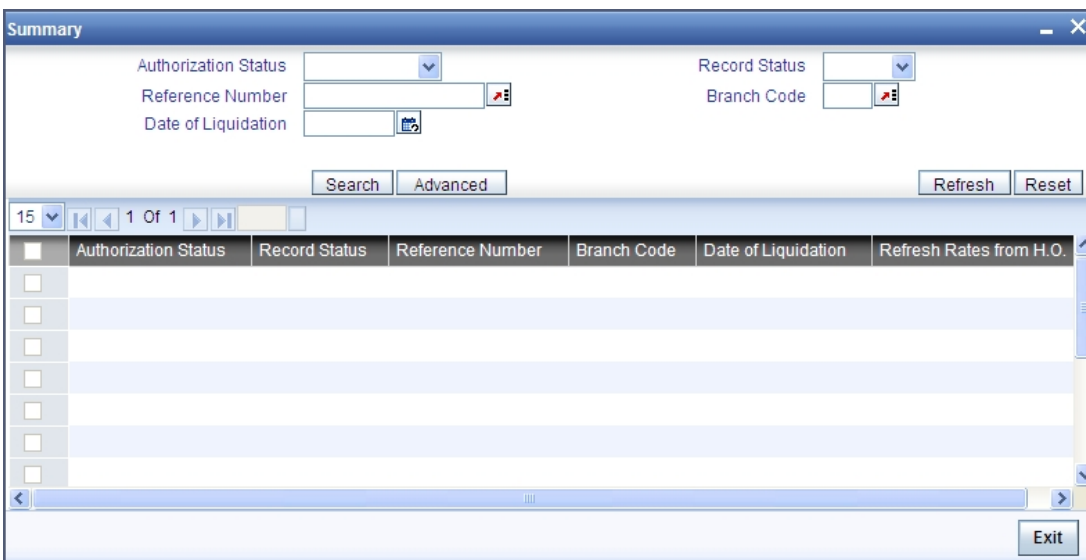 Summary
Authorization Status Record Status
Reference Number Branch Code
Date of Liquidation
Search Advanced Refresh Reset
15 1 Of 1
Authorization Status Record Status Reference Number Branch Code Date of Liquidation Refresh Rates from H.O.
Exit